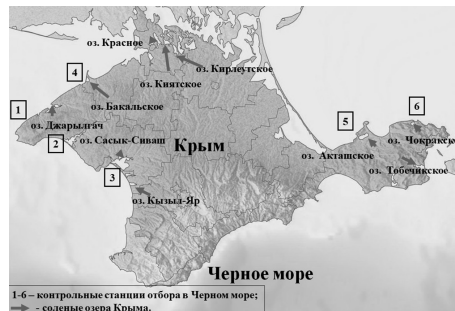 оз. Красное
оз. Кирлеутское
4
оз. Киятское
1
оз. Бакальское
6
оз. Джарылгач
5
2
оз. Сасык-Сиваш
Крым
оз. Чокракское
оз. Акташское
3
оз. Тобечикское
оз. Кызыл-Яр
Черное море
1-6 – контрольные станции отбора в Черном море;
- соленые озера Крыма.